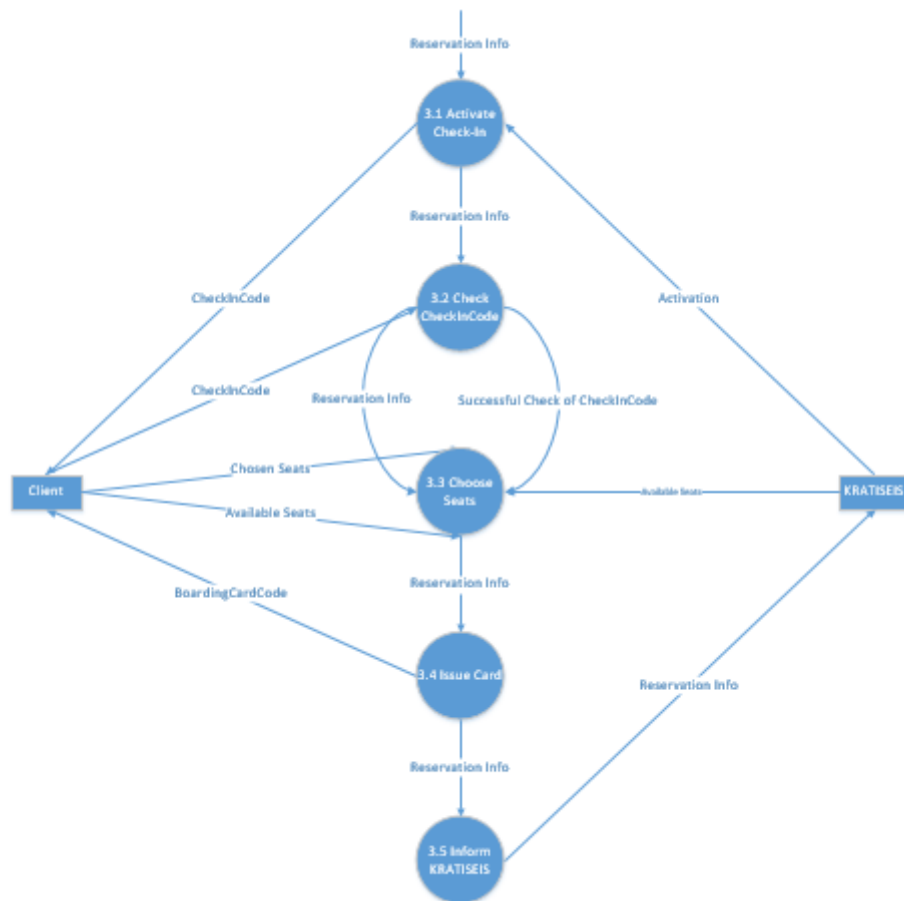 Reservation Info
3.1 Activate
Check-In
Reservation Info
CheckInCode
Activation
3.2 Check
CheckInCode
CheckInCode
Reservation Info
Successful Check of CheckInCode
Chosen Seats
Client
3.3 Choose
Seats
Available Seats
KRATISEIS
Available Seats
Reservation Info
BoardingCardCode
3.4 Issue Card
Reservation Info
Reservation Info
3.5 Inform
KRATISEIS